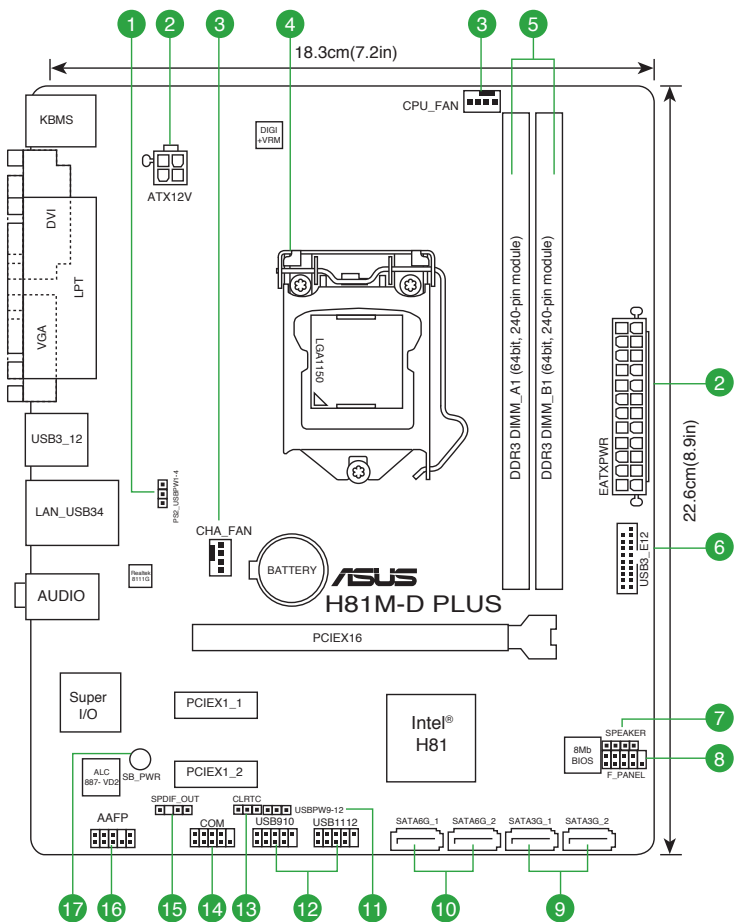 1
2
3
4
3
5
18.3cm(7.2in)
KBMS
CPU_FAN
DIGI
+VRM
ATX12V
DVI
LPT
VGA
LGA1150
DDR3 DIMM_A1 (64bit, 240-pin module)
DDR3 DIMM_B1 (64bit, 240-pin module)
2
EATXPWR
22.6cm(8.9in)
USB3_12
PS2_USBPW1-4
LAN_USB34
CHA_FAN
USB3_E12
6
Realtek
8111G
BATTERY
AUDIO
ASUS
H81M-D PLUS
PCIEX16
Super
I/O
PCIEX1_1
Intel®
H81
7
SPEAKER
8Mb
BIOS
8
F_PANEL
ALC
887- VD2
SB_PWR
PCIEX1_2
SPDIF_OUT
CLRTC
USBPW9-12
AAFP
COM
USB910
USB1112
SATA6G_1
SATA6G_2
SATA3G_1
SATA3G_2
17
16
15
14
13
12
11
10
9